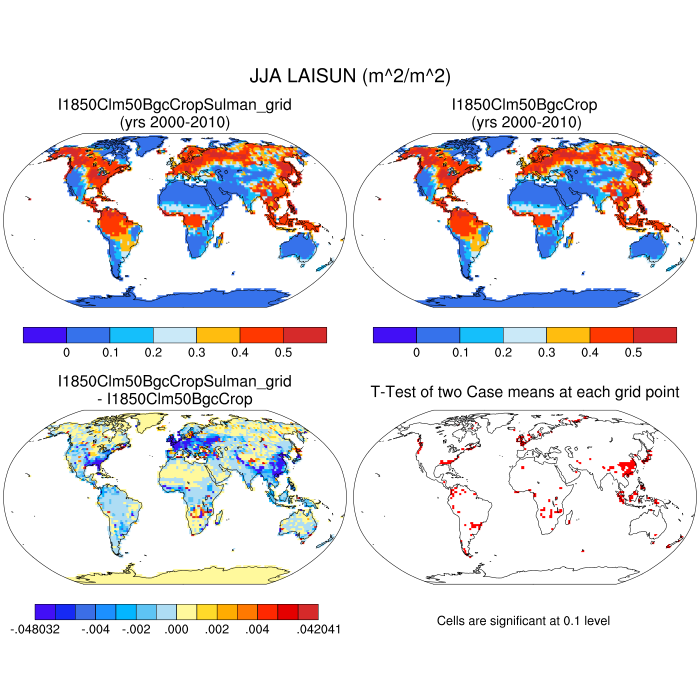 JJA LAISUN (m^2/m^2)
I1850Clm50BgcCropSulman_grid
(yrs 2000-2010)
I1850Clm50BgcCrop
(yrs 2000-2010)
0 0.1 0.2 0.3 0.4 0.5
0 0.1 0.2 0.3 0.4 0.5
I1850Clm50BgcCropSulman_grid
- I1850Clm50BgcCrop
T-Test of two Case means at each grid point
-.048032 -.004 -.002 .000 .002 .004 .042041
Cells are significant at 0.1 level